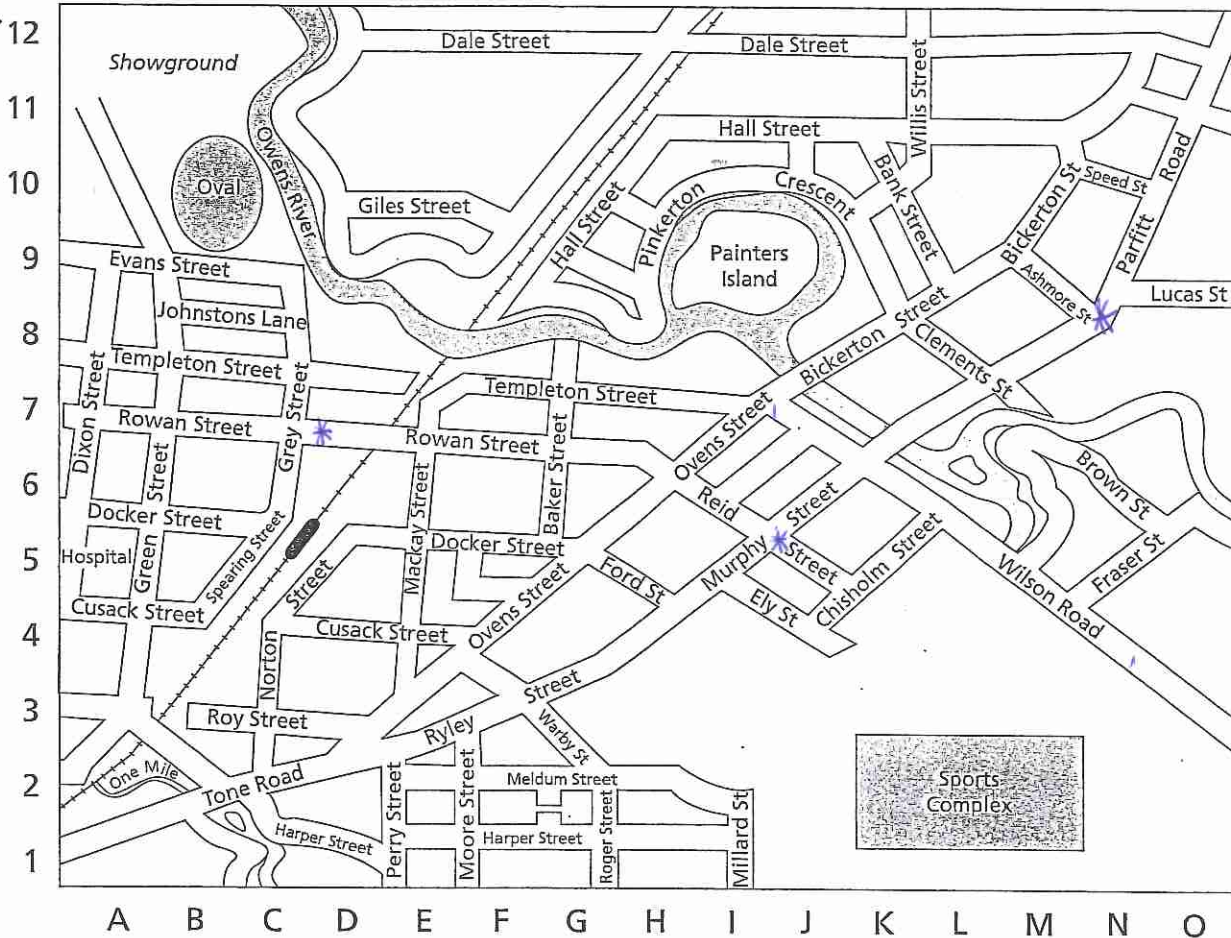 12
11
10
9
8
7
6
5
4
3
2
1
Showground
Dale Street
Dale Street
Willis Street
Hall Street
Owens River
Oval
Giles Street
Hall Street
Pinkerton
Crescent
Bank Street
Bickerton St
Speed St
Parfitt
Road
Painters
Island
Evans Street
Johnstons Lane
Ashmore St
Lucas St
Bickerton
Street
Clements St
Templeton Street
Templeton Street
Dixon Street
Rowan Street
Grey Street
Rowan Street
Baker Street
Ovens Street
Green
Street
Docker Street
Hospital
Spearing Street
Mackay Street
Docker Street
Reid
Street
Murphy
Street
Brown St
Chisholm Street
Wilson Road
Fraser St
Cusack Street
Norton
Street
Cusack Street
Ovens Street
Ford St
Ely St
Roy Street
Ryley
Street
Warby St
One Mile
Tone Road
Harper Street
Perry Street
Moore Street
Meldum Street
Harper Street
Roger Street
Millard St
Sports
Complex
A B C D E F G H I J K L M N O